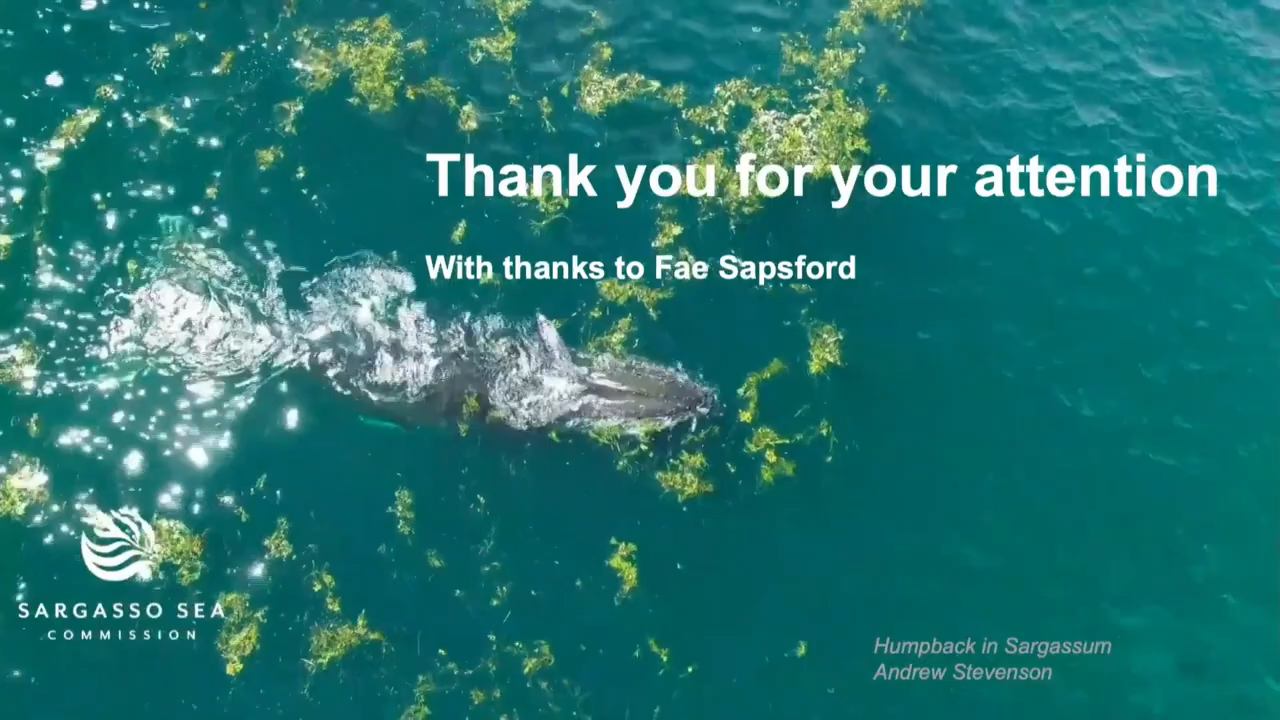 Thank you for your attention
With thanks to Fae Sapsford
SARGASSO SEA
COMMISSION
Humpback in Sargassum
Andrew Stevenson